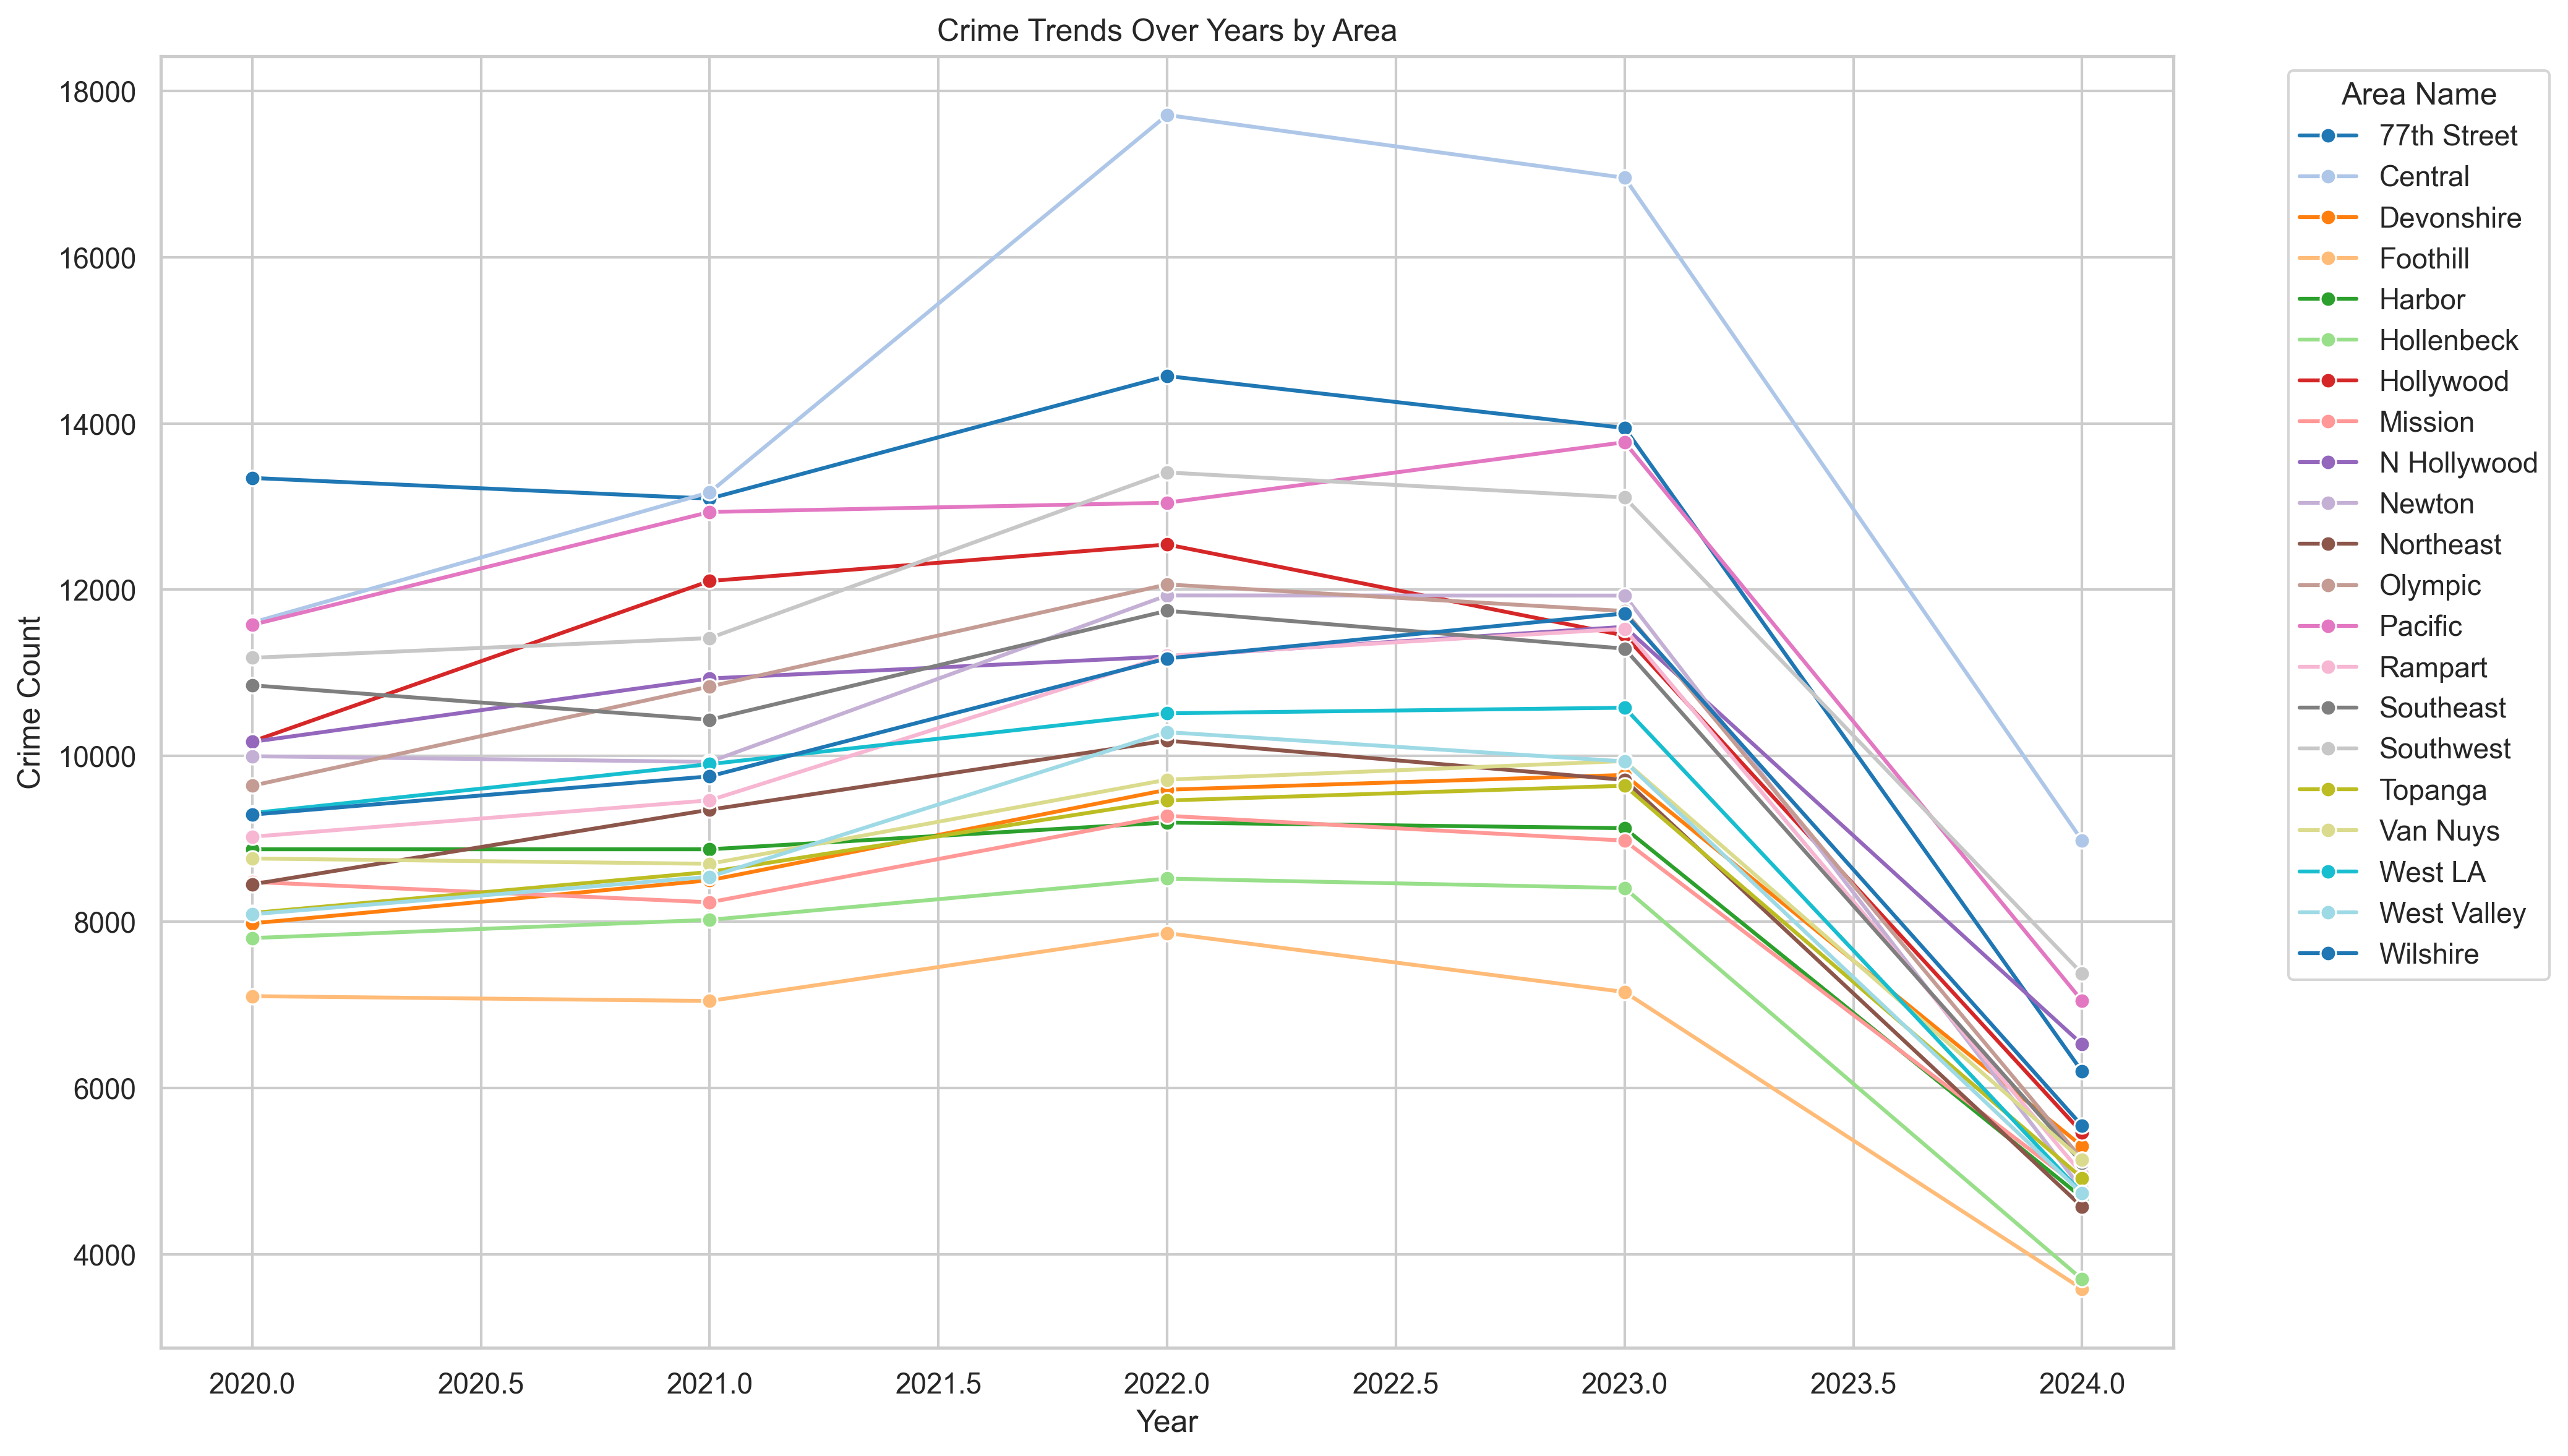 Crime Trends Over Years by Area
18000
16000
14000
12000
10000
8000
6000
4000
Crime Count
2020.0 2020.5 2021.0 2021.5 2022.0 2022.5 2023.0 2023.5 2024.0
Year
Area Name
77th Street
Central
Devonshire
Foothill
Harbor
Hollenbeck
Hollywood
Mission
N Hollywood
Newton
Northeast
Olympic
Pacific
Rampart
Southeast
Southwest
Topanga
Van Nuys
West LA
West Valley
Wilshire